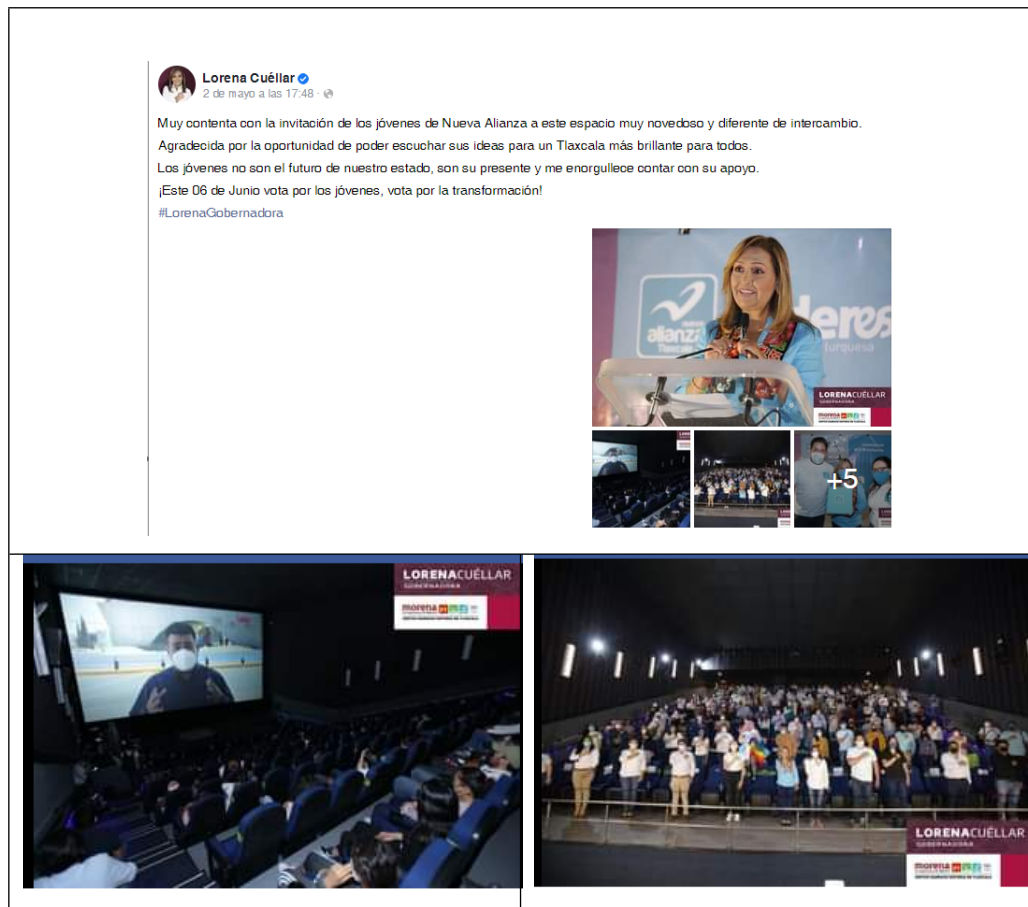 Lorena Cuéllar
2 de mayo a las 17:48 ·
Muy contenta con la invitación de los jóvenes de Nueva Alianza a este espacio muy novedoso y diferente de intercambio.
Agradecida por la oportunidad de poder escuchar sus ideas para un Tlaxcala más brillante para todos.
Los jóvenes no son el futuro de nuestro estado, son su presente y me enorgullece contar con su apoyo.
¡Este 06 de Junio vota por los jóvenes, vota por la transformación!
#LorenaGobernadora
nueva
alianza
Tlaxcala
deres
turquesa
LORENACUÉLLAR
GOBERNADORA
morena
+5
LORENACUÉLLAR
GOBERNADORA
morena
LORENACUÉLLAR
GOBERNADORA
morena